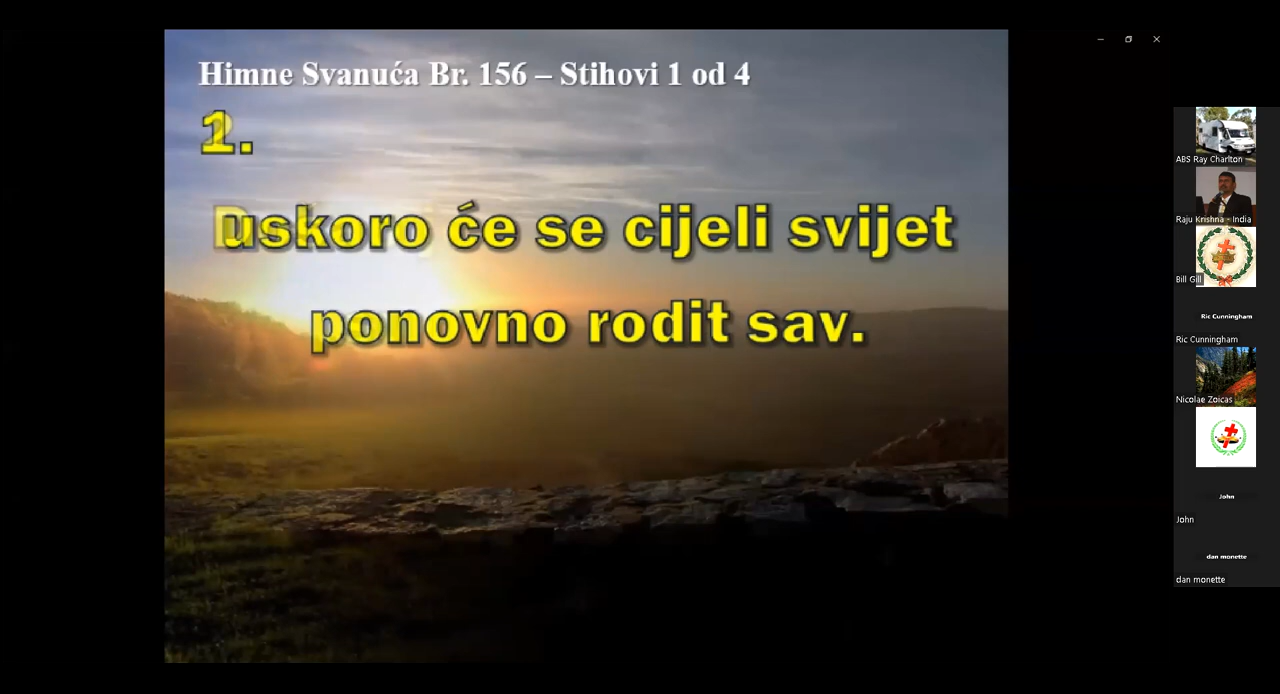 Himne Svanuća Br. 156 – Stihovi 1 od 4
1.
uskoro će se cijeli svijet
ponovno rodit sav.
ABS Ray Charlton
Raju Krishna - India
Bill Gill
Ric Cunningham
Ric Cunningham
Nicolae Zoicas
John
John
dan monette
dan monette